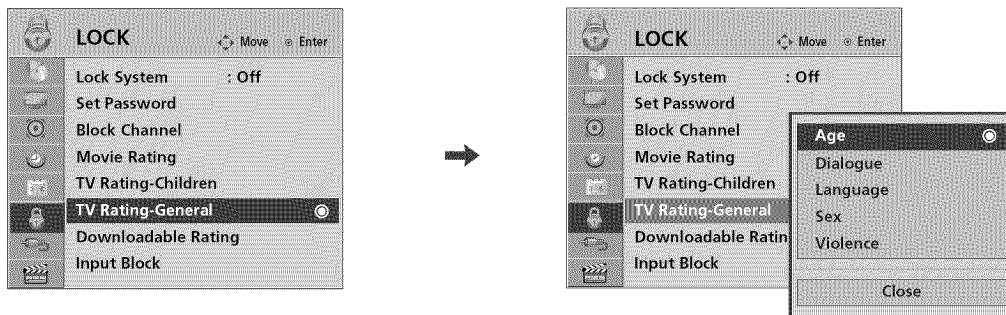 LOCK
Move Enter
Lock System : Off
Set Password
Block Channel
Movie Rating
TV Rating-Children
TV Rating-General
Downloadable Rating
Input Block
LOCK
Move Enter
Lock System : Off
Set Password
Block Channel
Movie Rating
TV Rating-Children
TV Rating-General
Downloadable Ratin
Input Block
Age
Dialogue
Language
Sex
Violence
Close